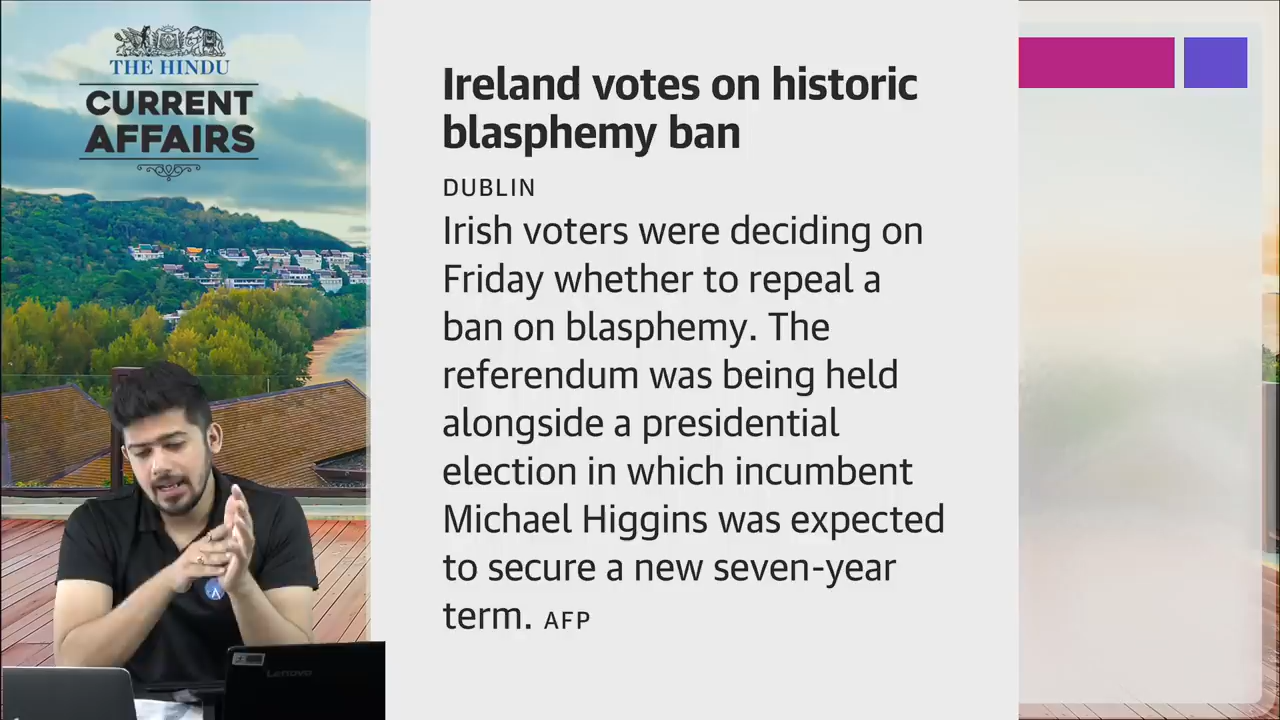 THE HINDU
CURRENT
AFFAIRS
Ireland votes on historic
blasphemy ban
DUBLIN
Irish voters were deciding on
Friday whether to repeal a
ban on blasphemy. The
referendum was being held
alongside a presidential
election in which incumbent
Michael Higgins was expected
to secure a new seven-year
term. AFP
Lenovo